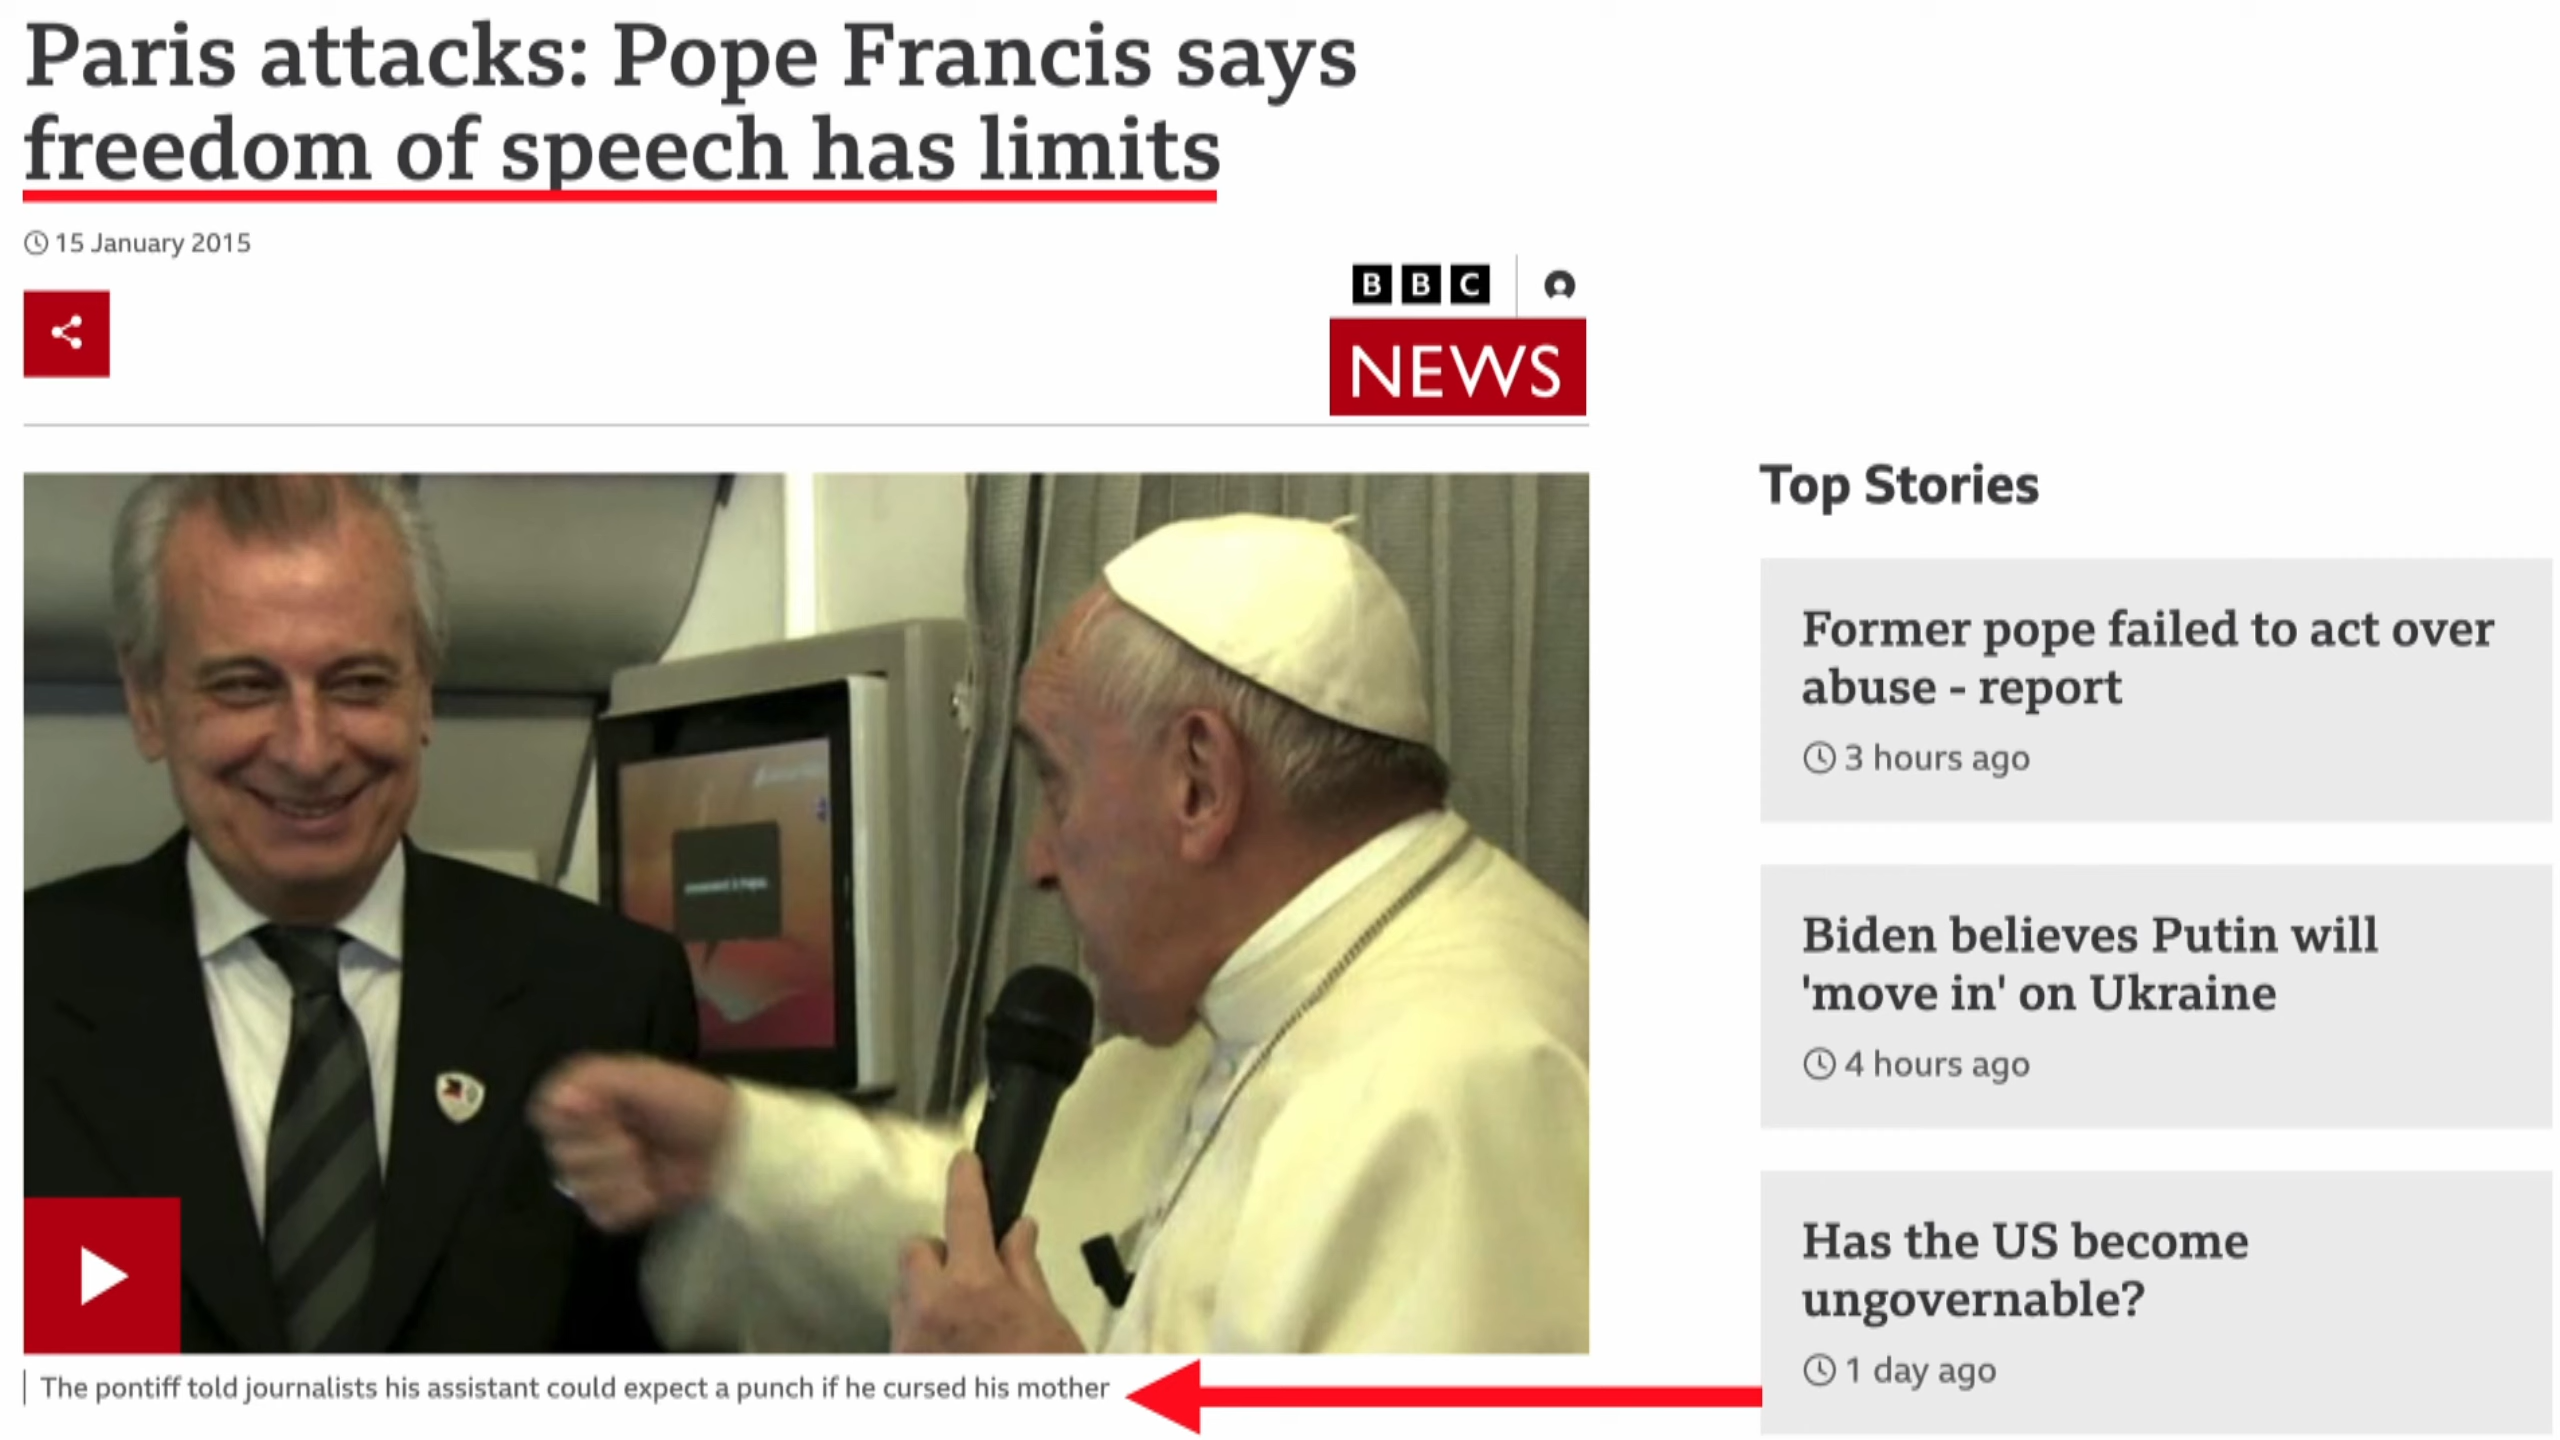 Paris attacks: Pope Francis says
freedom of speech has limits
15 January 2015
BBC
NEWS
The pontiff told journalists his assistant could expect a punch if he cursed his mother
Top Stories
Former pope failed to act over
abuse - report
3 hours ago
Biden believes Putin will
'move in' on Ukraine
4 hours ago
Has the US become
ungovernable?
1 day ago